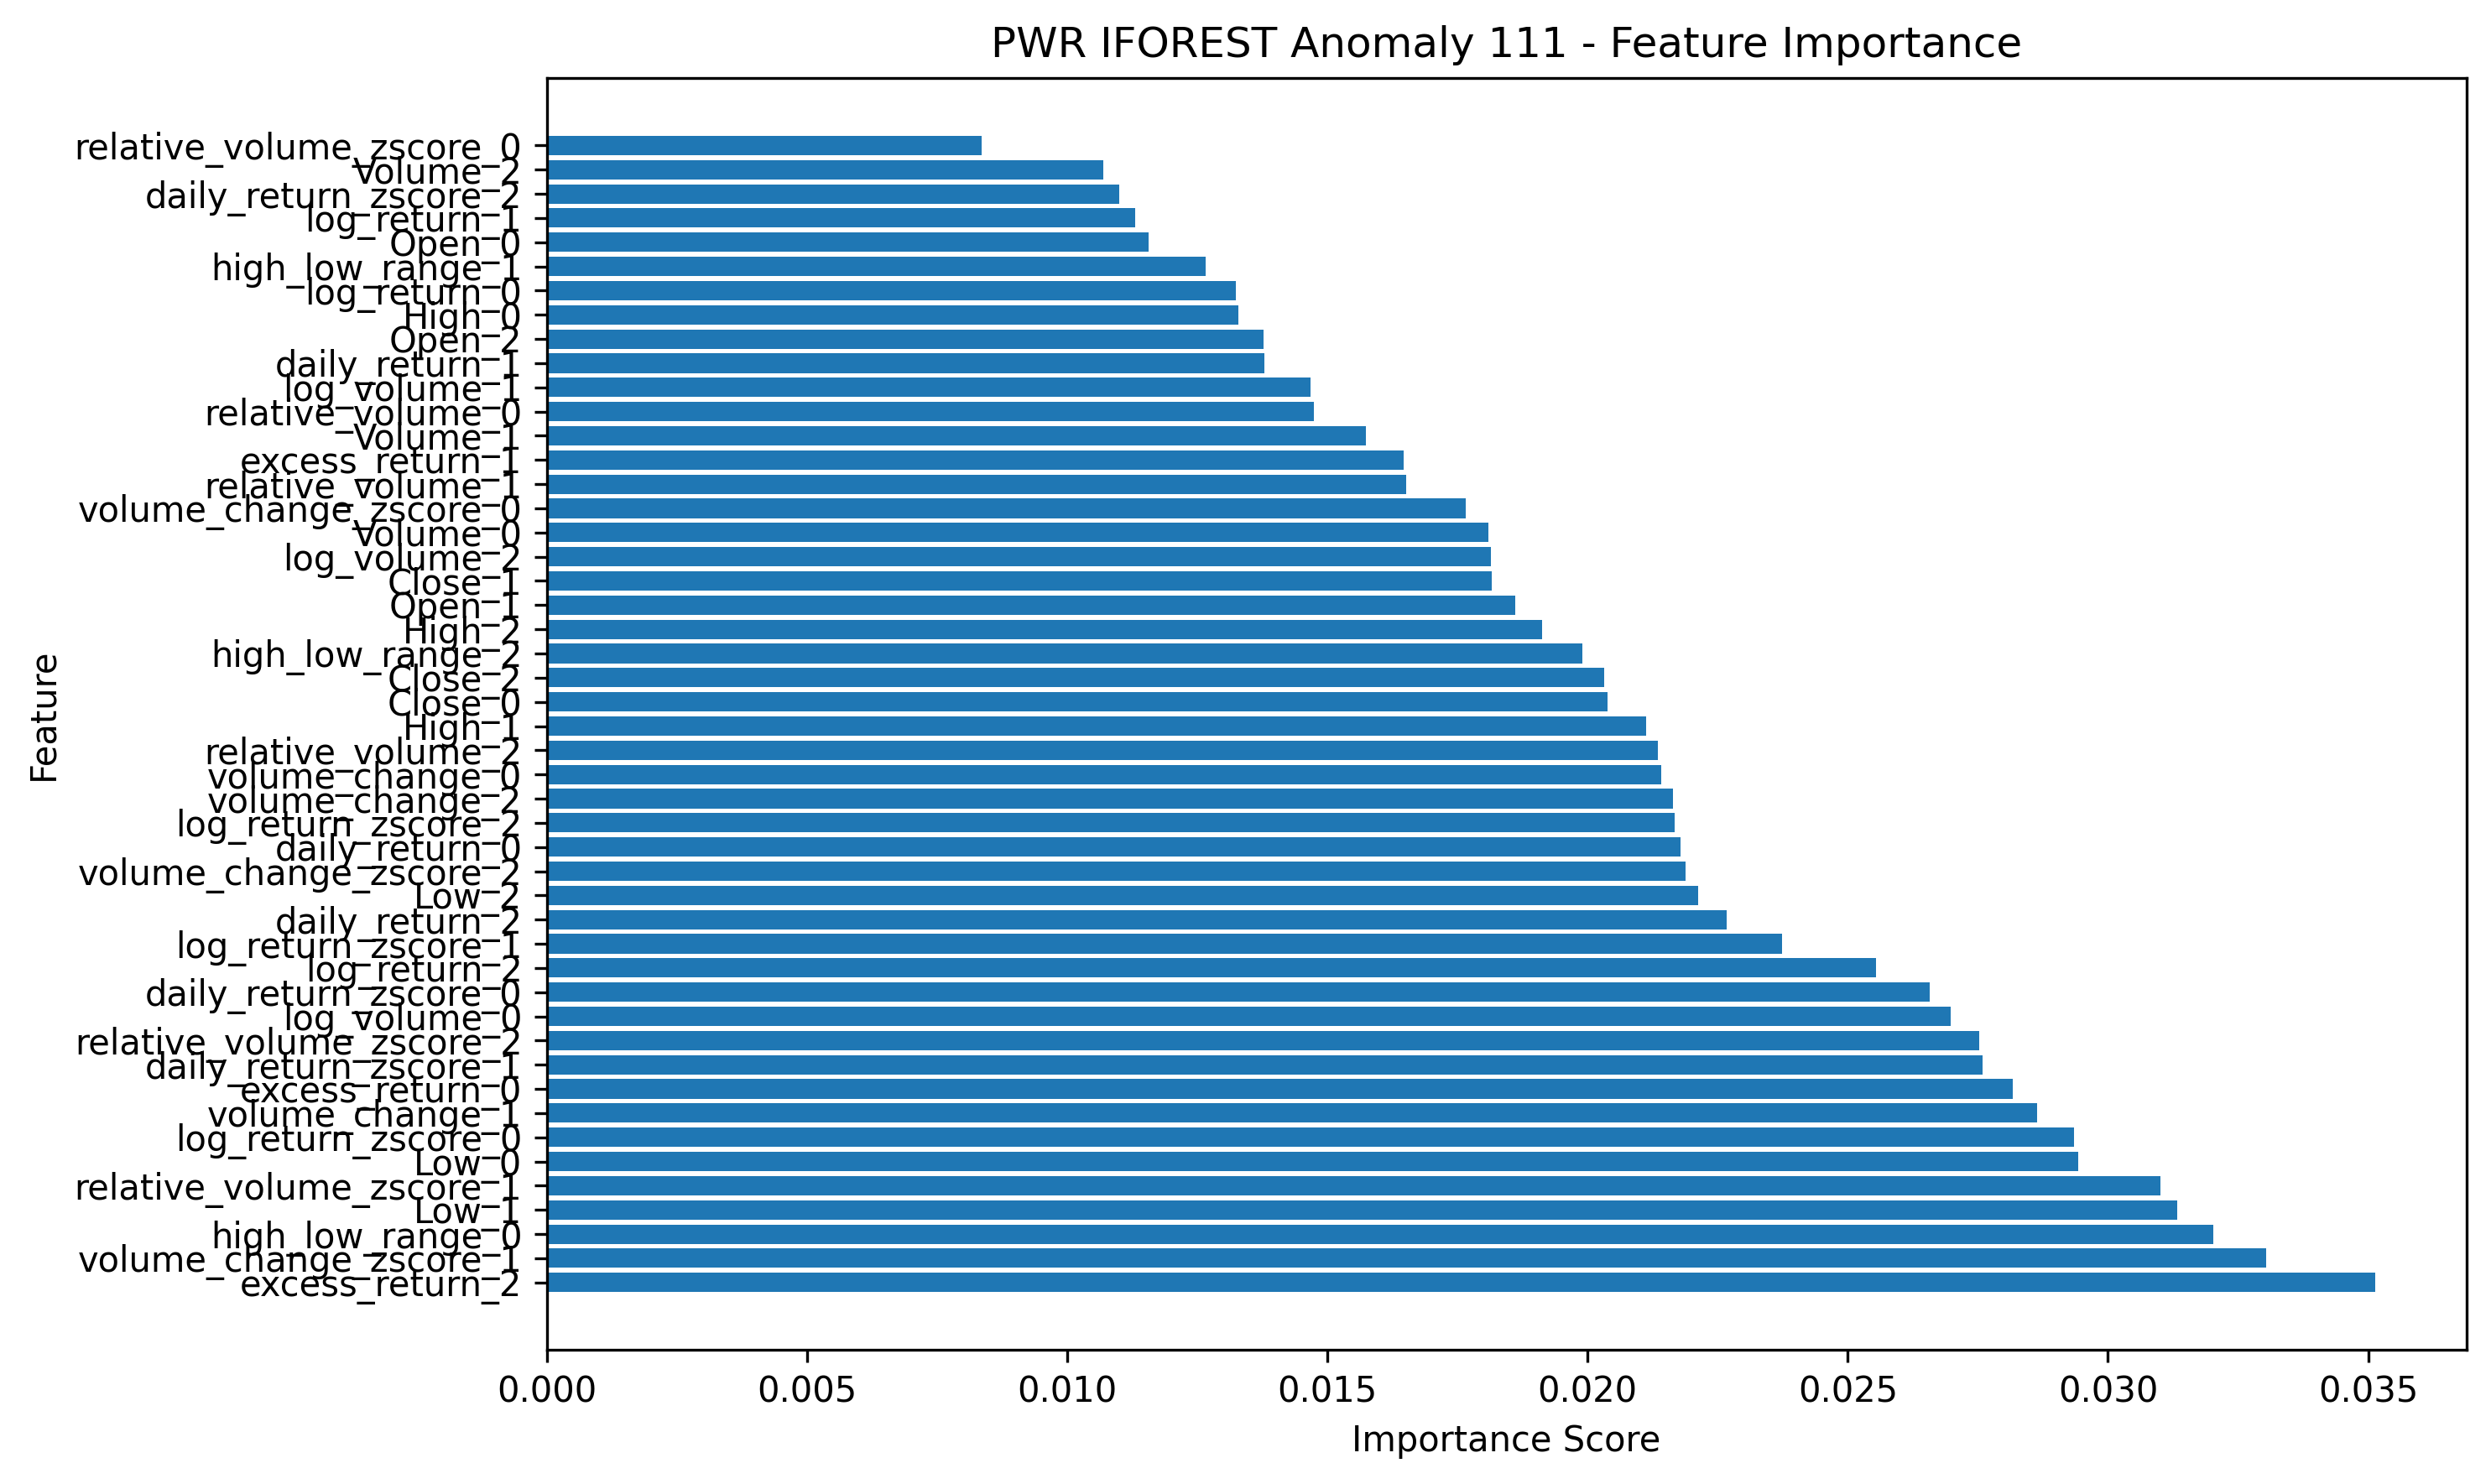 PWR IFOREST Anomaly 111 - Feature Importance
relative_volume_zscore_0
Volume_2
daily_return_zscore_2
log_return_1
Open_0
high_low_range_1
log_return_0
High_0
Open_2
daily_return_1
log_volume_1
relative_volume_0
Volume_1
excess_return_1
relative_volume_1
volume_change_zscore_0
Volume_0
log_volume_2
Close_1
Open_1
High_2
high_low_range_2
Close_2
Close_0
High_1
relative_volume_2
volume_change_0
volume_change_2
log_return_zscore_2
daily_return_0
volume_change_zscore_2
Low_2
daily_return_2
log_return_zscore_1
log_return_2
daily_return_zscore_0
log_volume_0
relative_volume_zscore_2
daily_return_zscore_1
excess_return_0
volume_change_1
log_return_zscore_0
Low_0
relative_volume_zscore_1
Low_1
high_low_range_0
volume_change_zscore_1
excess_return_2
Feature
0.000 0.005 0.010 0.015 0.020 0.025 0.030 0.035
Importance Score